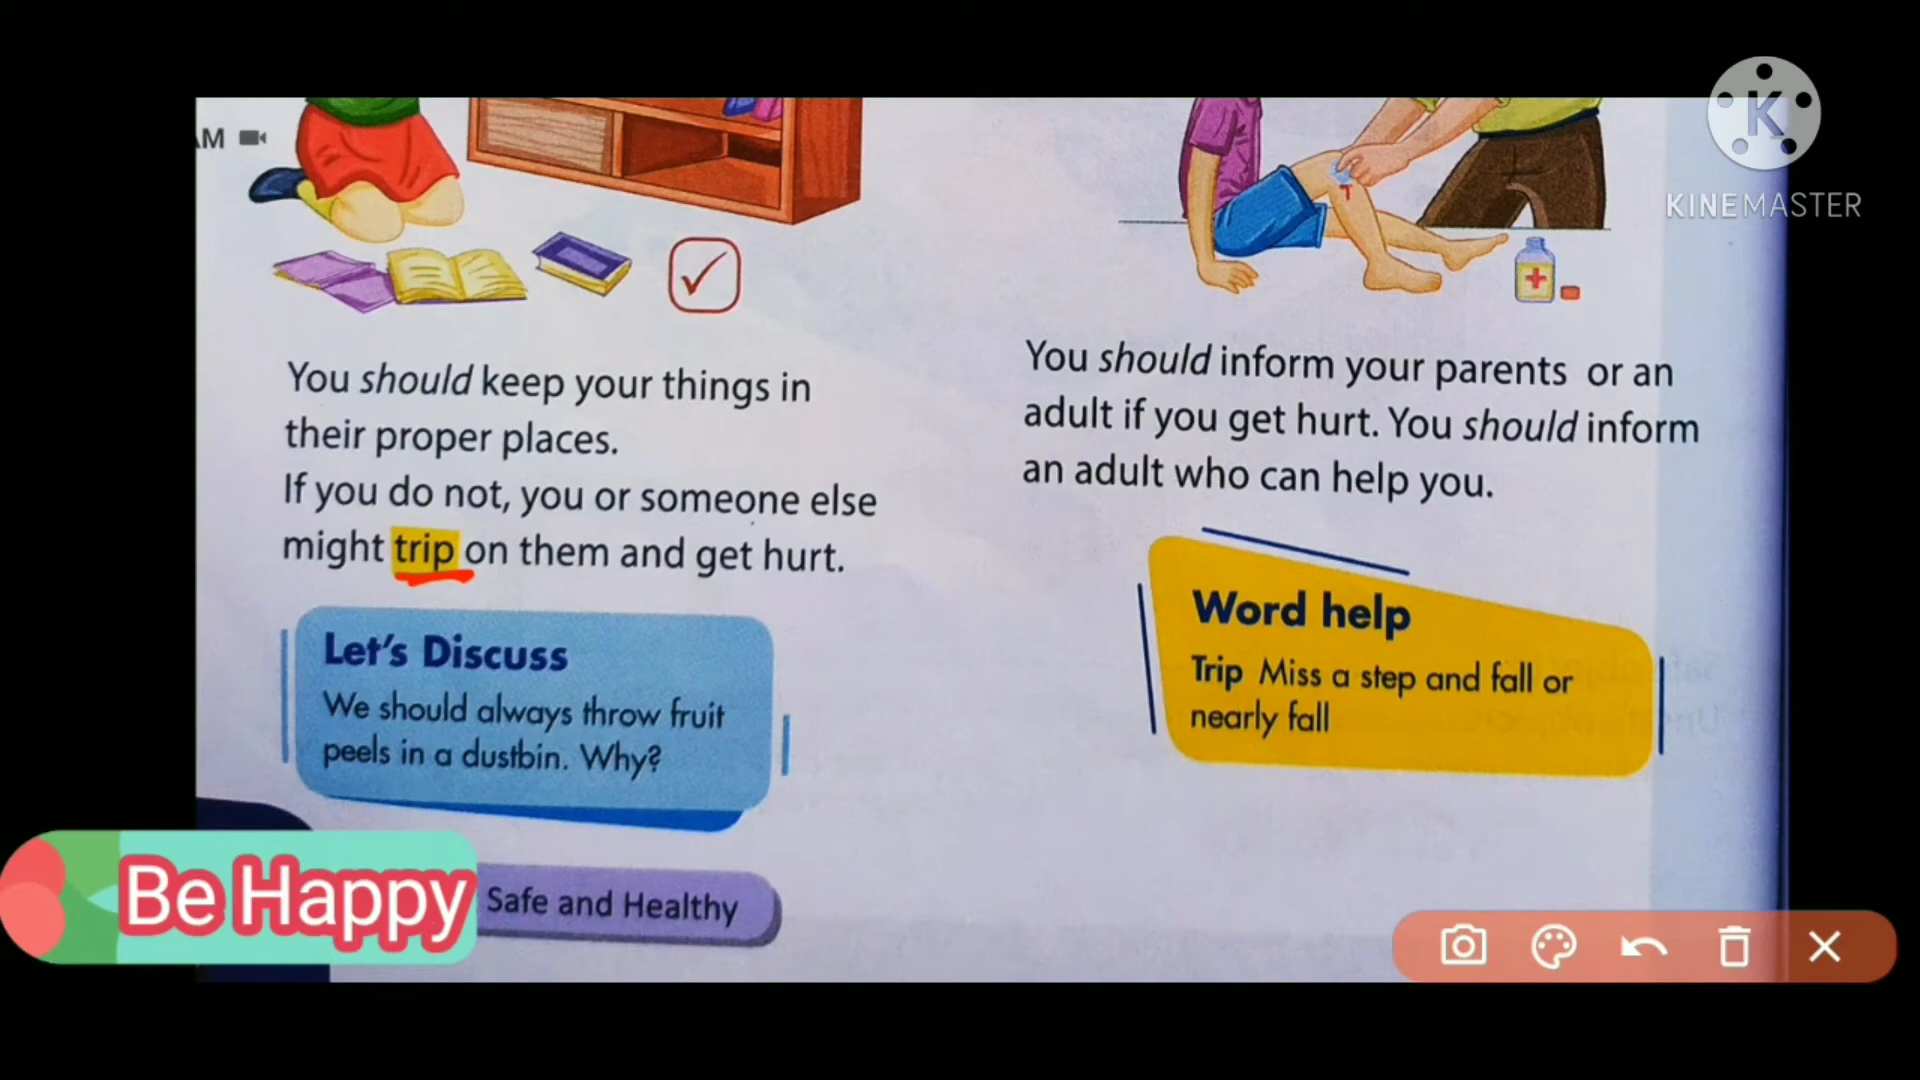 AM
K
KINEMASTER
You should keep your things in
their proper places.
If you do not, you or someone else
might trip on them and get hurt.
You should inform your parents or an
adult if you get hurt. You should inform
an adult who can help you.
Let's Discuss
We should always throw fruit
peels in a dustbin. Why?
Word help
Trip Miss a step and fall or
nearly fall
Be Happy
Safe and Healthy